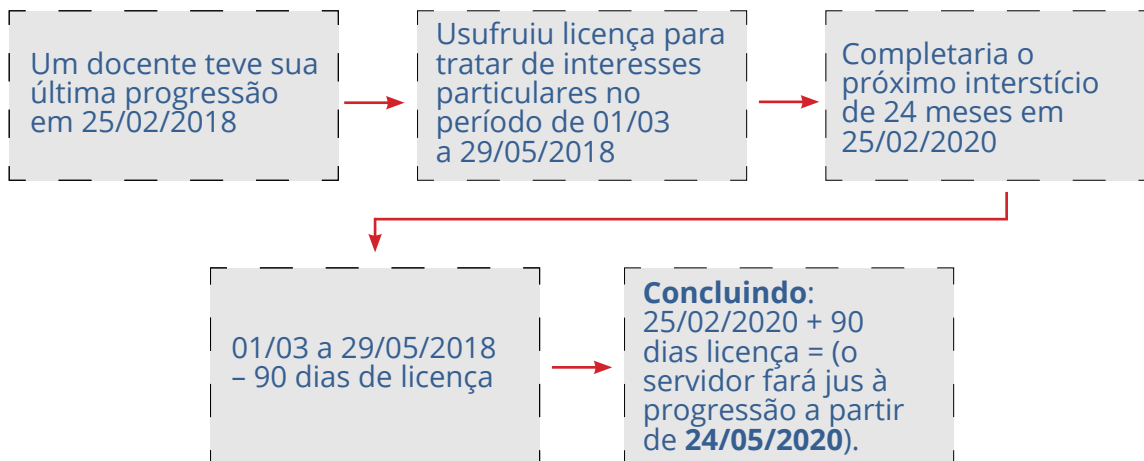 Um docente teve sua
última progressão
em 25/02/2018
Usufruiu licença para
tratar de interesses
particulares no
período de 01/03
a 29/05/2018
Completaria o
próximo interstício
de 24 meses em
25/02/2020
01/03 a 29/05/2018
– 90 dias de licença
Concluindo:
25/02/2020 + 90
dias licença = (o
servidor fará jus à
progressão a partir
de 24/05/2020).